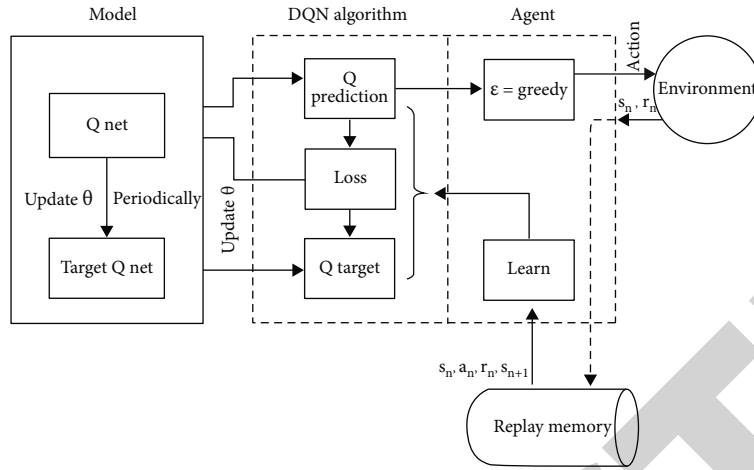 Model
DQN algorithm
Agent
Q net
Update θ
Periodically
Target Q net
Update θ
Q
prediction
Loss
Q target
ε = greedy
Learn
Action
Environment
sₙ, rₙ
sₙ, aₙ, rₙ, sₙ₊₁
Replay memory